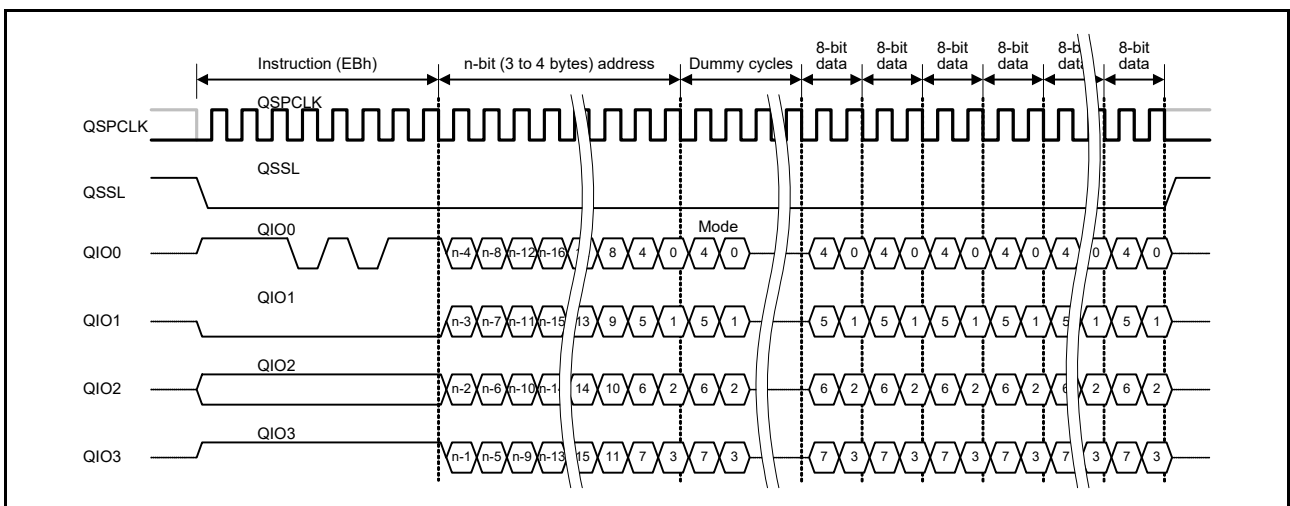 8-bit data 8-bit data 8-bit data 8-bit data 8-b data 8-bit data
Instruction (EBh) n-bit (3 to 4 bytes) address Dummy cycles
QSPCLK
QSPCLK
QSSL
QSSL
QIO0 Mode
QIO0 n-4 n-8 n-12 n-16 8 4 0 4 0 4 0 4 0 4 0 4 0 4 0 4 0
QIO1
QIO1 n-3 n-7 n-11 n-15 13 9 5 1 5 1 5 1 5 1 5 1 5 1 5 1 5 1
QIO2
QIO2 n-2 n-6 n-10 14 10 6 2 6 2 6 2 6 2 6 2 6 2 6 2 6 2
QIO3
QIO3 n-1 n-5 n-9 n-13 15 11 7 3 7 3 7 3 7 3 7 3 7 3 7 3 7 3